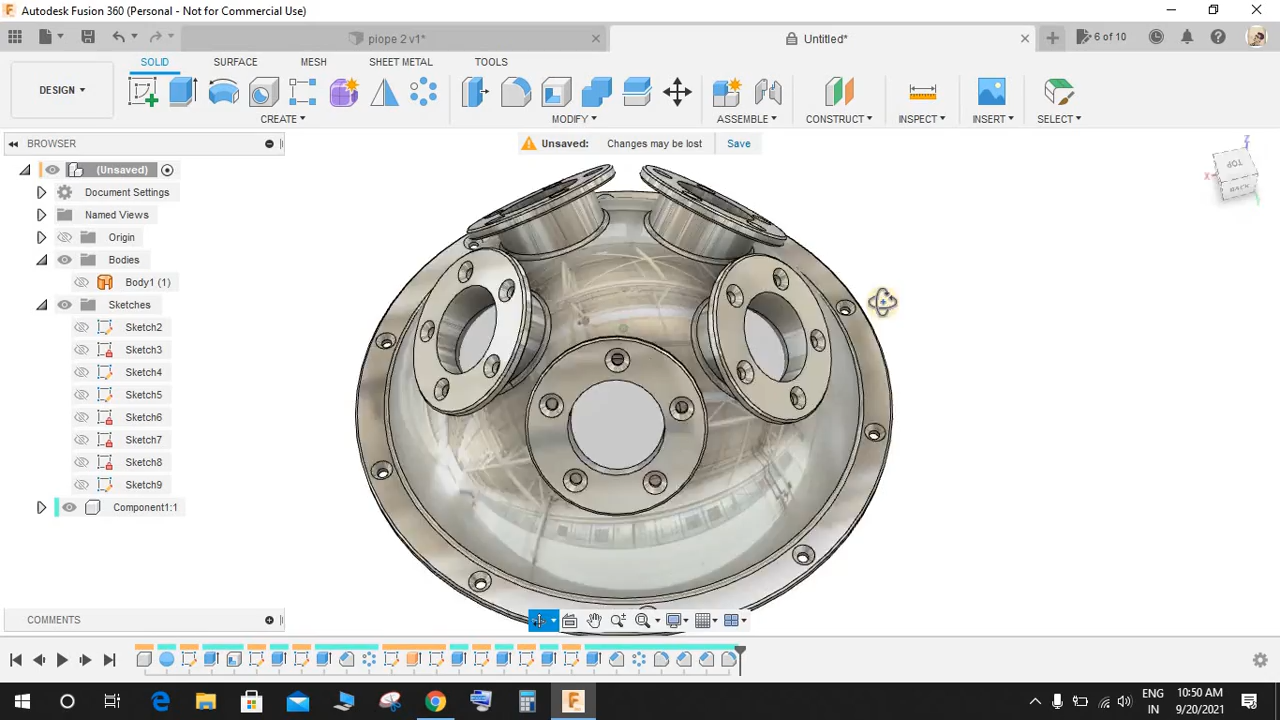 Autodesk Fusion 360 (Personal - Not for Commercial Use)
piope 2 v1*
Untitled*
6 of 10
SOLID SURFACE MESH SHEET METAL TOOLS
DESIGN
CREATE MODIFY ASSEMBLE CONSTRUCT INSPECT INSERT SELECT
BROWSER
Unsaved: Changes may be lost Save
(Unsaved)
Document Settings
Named Views
Origin
Bodies
Body1 (1)
Sketches
Sketch2
Sketch3
Sketch4
Sketch5
Sketch6
Sketch7
Sketch8
Sketch9
Component1:1
Z
TOP
X
BACK
COMMENTS
ENG
IN
10:50 AM
9/20/2021